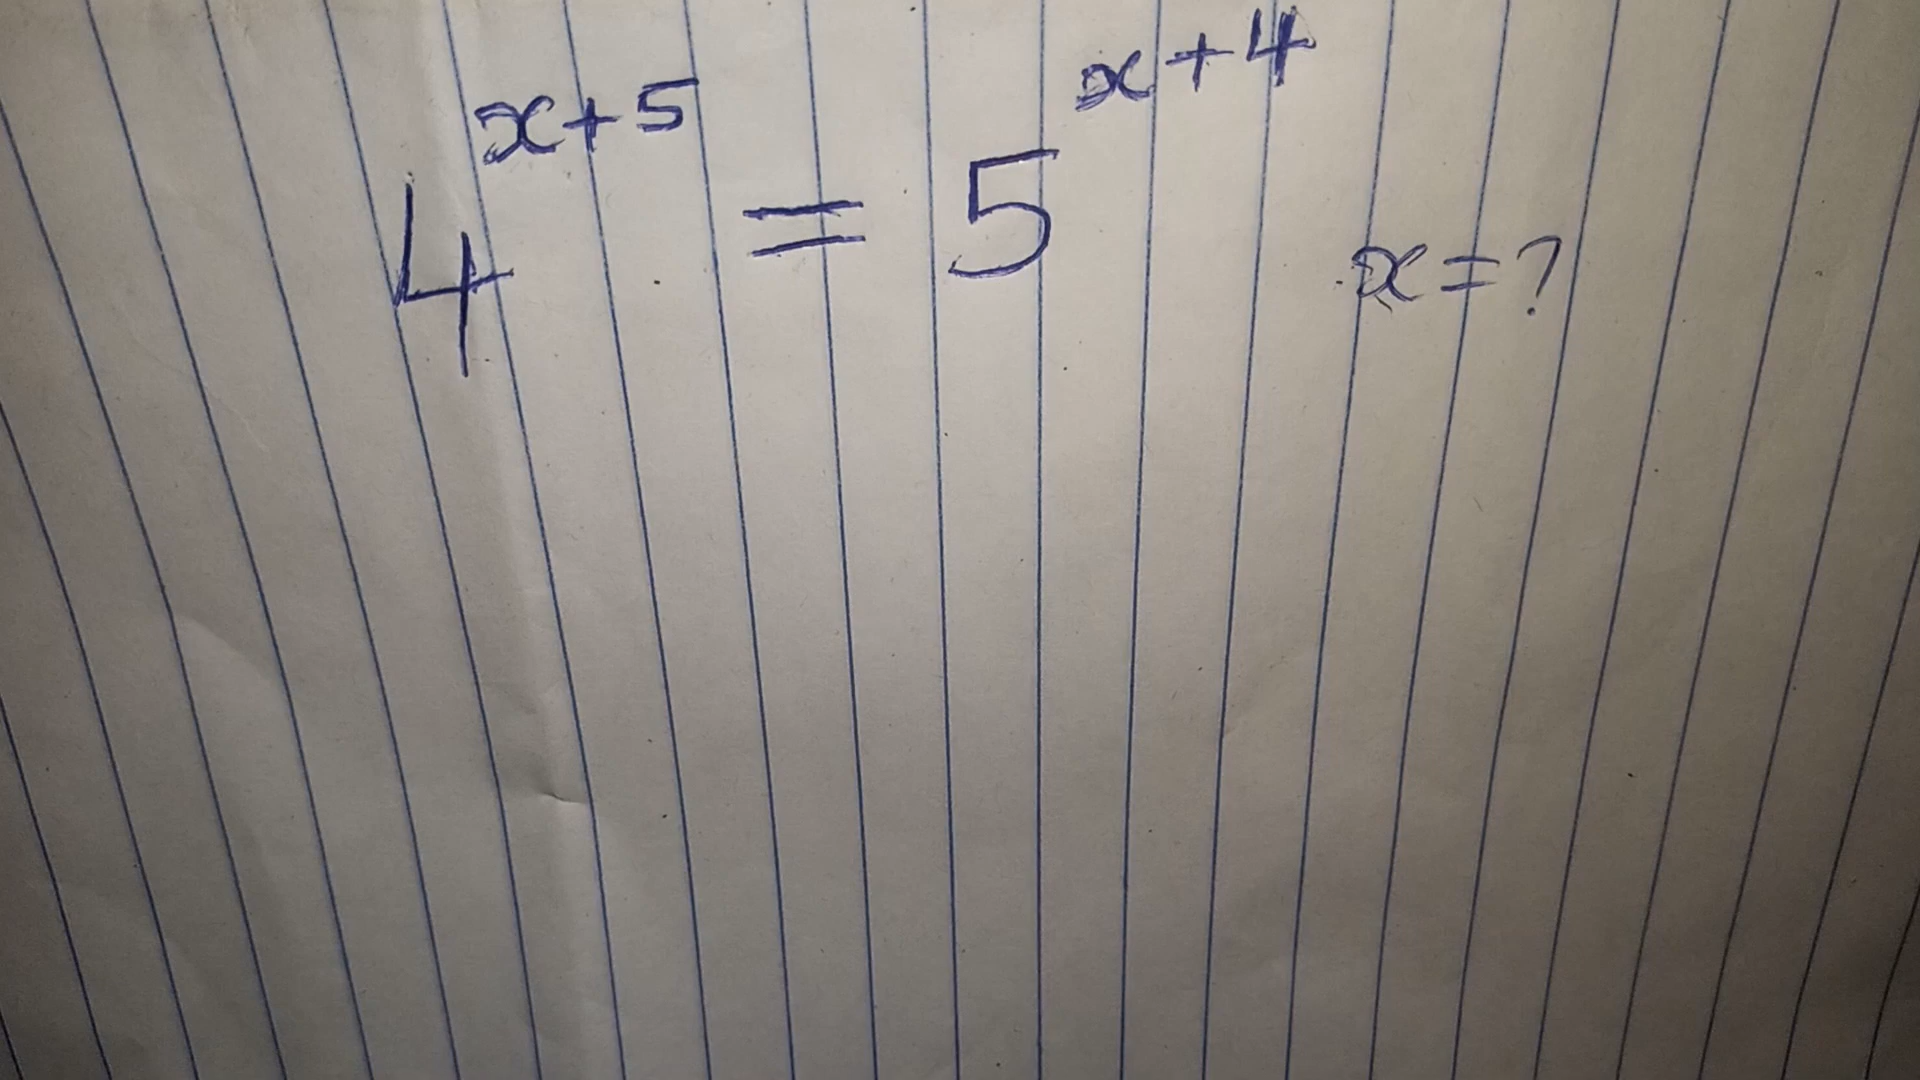 4^{x+5} = 5^{x+4}
x = ?